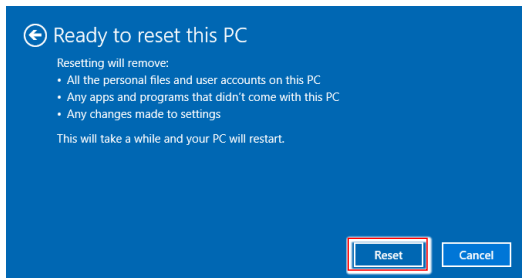 Ready to reset this PC
Resetting will remove:
• All the personal files and user accounts on this PC
• Any apps and programs that didn't come with this PC
• Any changes made to settings
This will take a while and your PC will restart.
Reset
Cancel